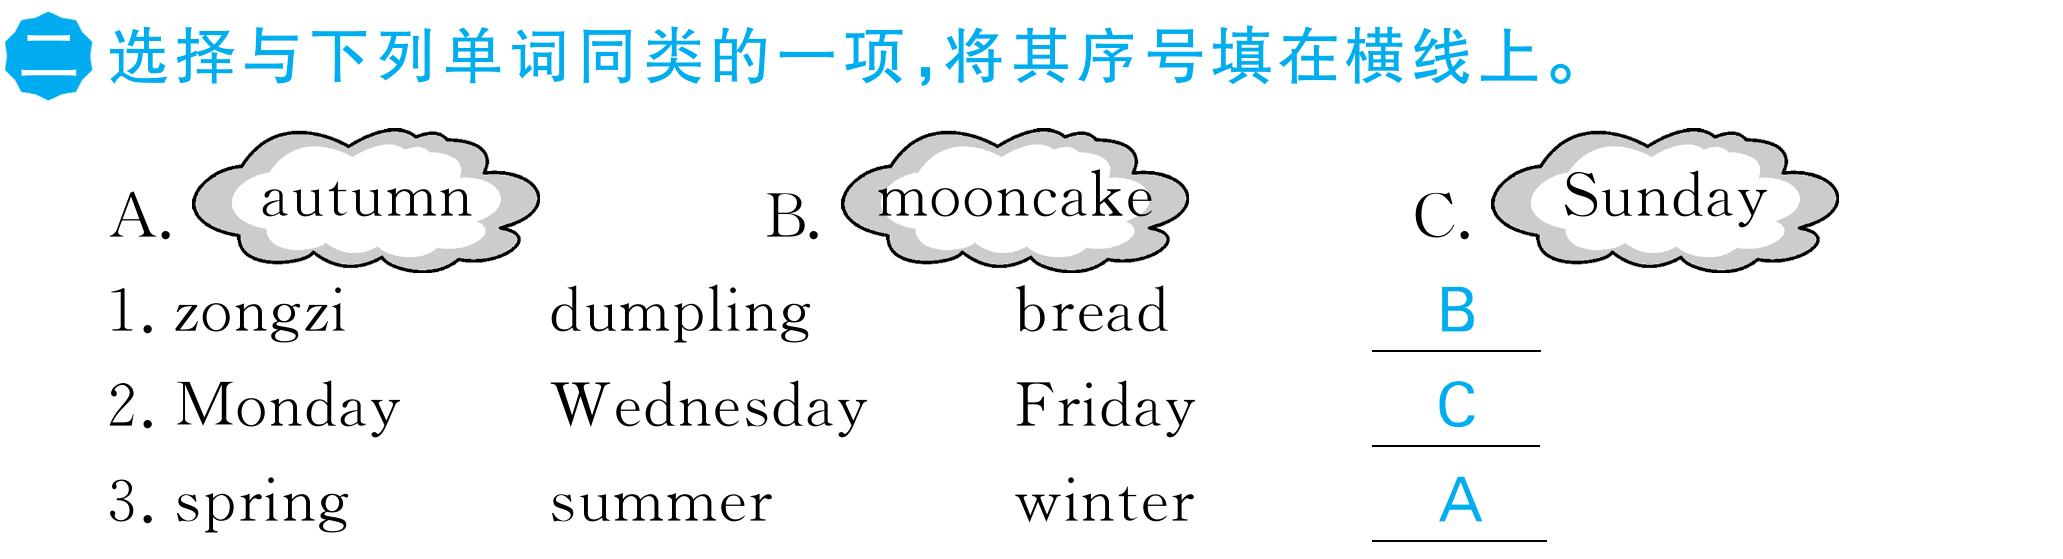 二 选择与下列单词同类的一项,将其序号填在横线上。
A. autumn B. mooncake C. Sunday
1. zongzi dumpling bread B
2. Monday Wednesday Friday C
3. spring summer winter A